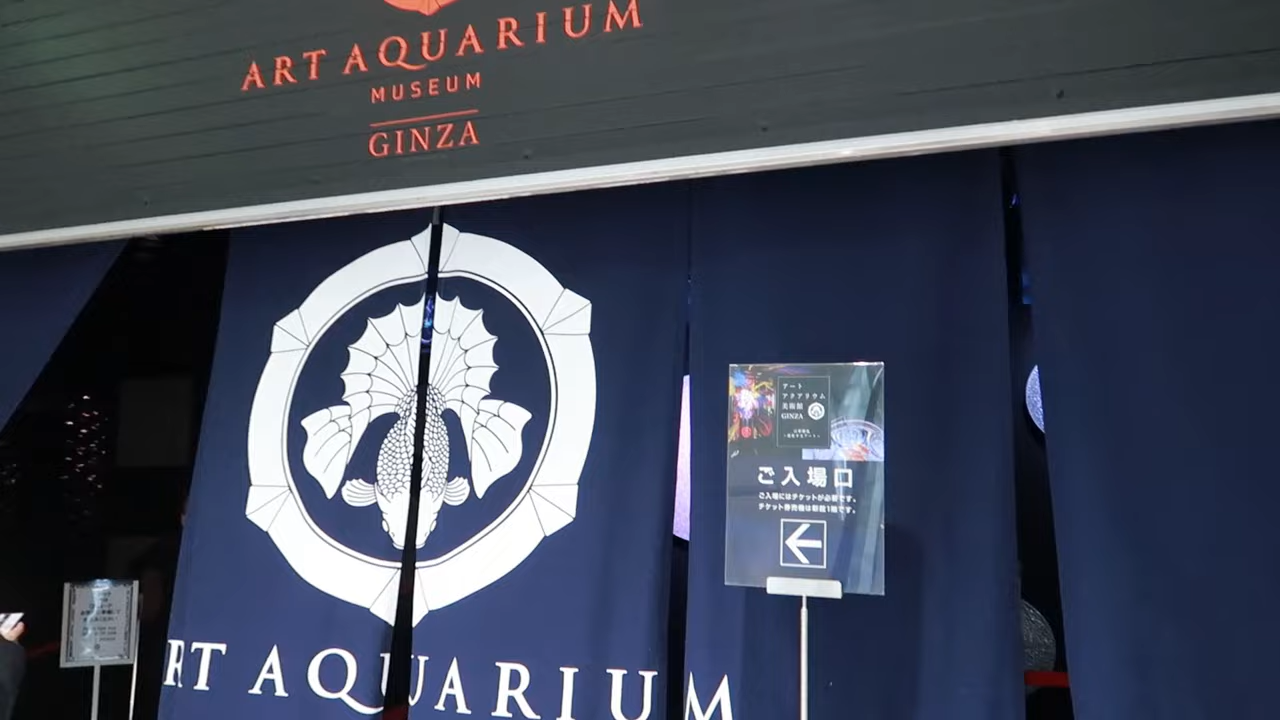 ART AQUARIUM
MUSEUM
GINZA
アート
アクアリウム
美術館
GINZA
ご入場口
ご入場にはチケットが必要です。
チケット券売機は新館1階です。
ART AQUARIUM